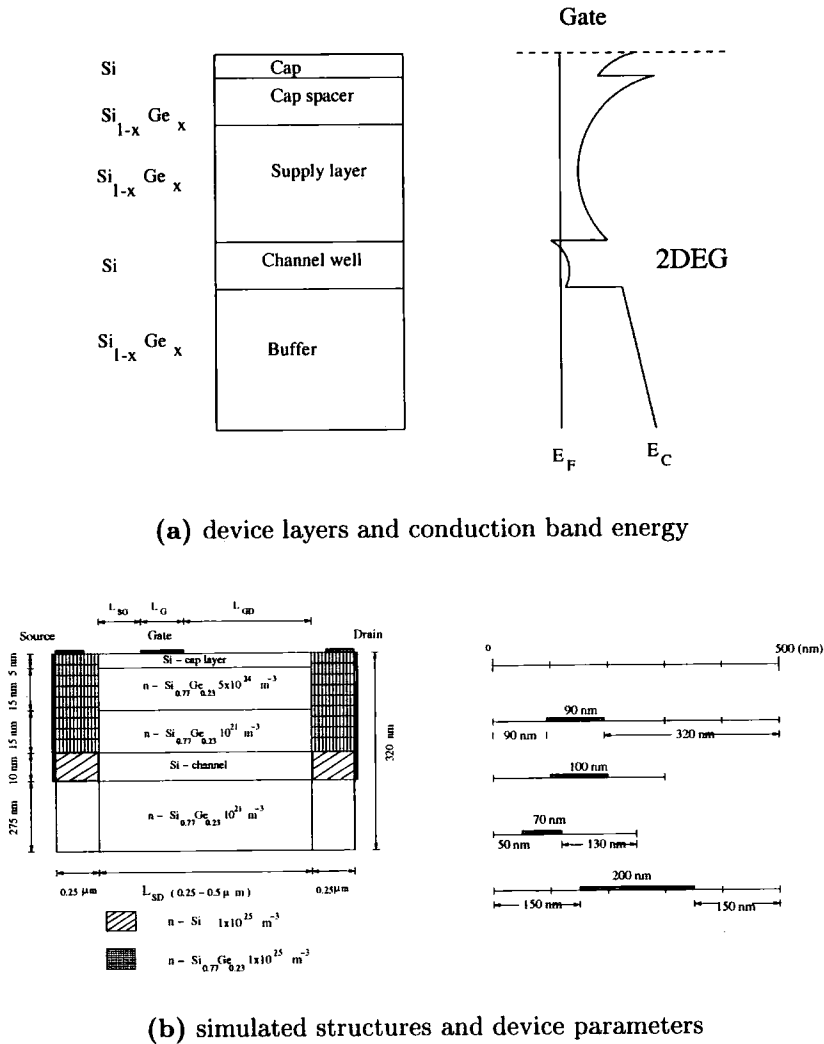 Gate
Si
Cap
Cap spacer
Si1-x Gex
Si1-x Gex
Supply layer
2DEG
Si
Channel well
Si1-x Gex
Buffer
EF
EC
(a) device layers and conduction band energy
LSG
LG
LGD
Source
Gate
Drain
5 nm
15 nm
15 nm
10 nm
275 nm
Si - cap layer
n - Si0.77Ge0.23 5x10^24 m^-3
n - Si0.77Ge0.23 10^21 m^-3
Si - channel
n - Si0.77Ge0.23 10^21 m^-3
320 nm
0.25 μm
LSD (0.25 - 0.5 μ m)
0.25μm
n - Si 1x10^25 m^-3
n - Si0.77Ge0.23 1x10^25 m^-3
0
500 (nm)
90 nm
90 nm
320 nm
100 nm
70 nm
50 nm
130 nm
200 nm
150 nm
150 nm
(b) simulated structures and device parameters